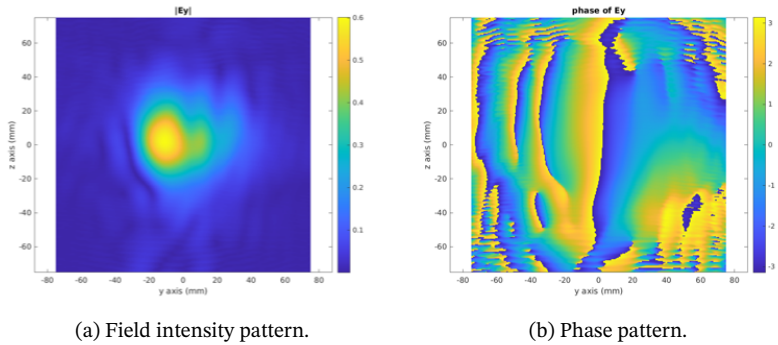 |Ey|
60
40
20
0
-20
-40
-60
z axis (mm)
-80 -60 -40 -20 0 20 40 60 80
y axis (mm)
0.6
0.5
0.4
0.3
0.2
0.1
phase of Ey
60
40
20
0
-20
-40
-60
z axis (mm)
-80 -60 -40 -20 0 20 40 60 80
y axis (mm)
3
2
1
0
-1
-2
-3
(a) Field intensity pattern.
(b) Phase pattern.